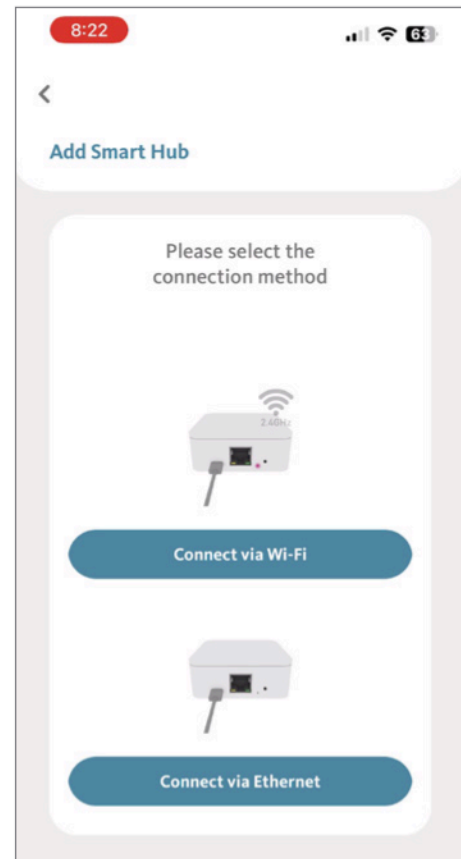 8:22
63
Add Smart Hub
Please select the
connection method
2.4GHz
Connect via Wi-Fi
Connect via Ethernet